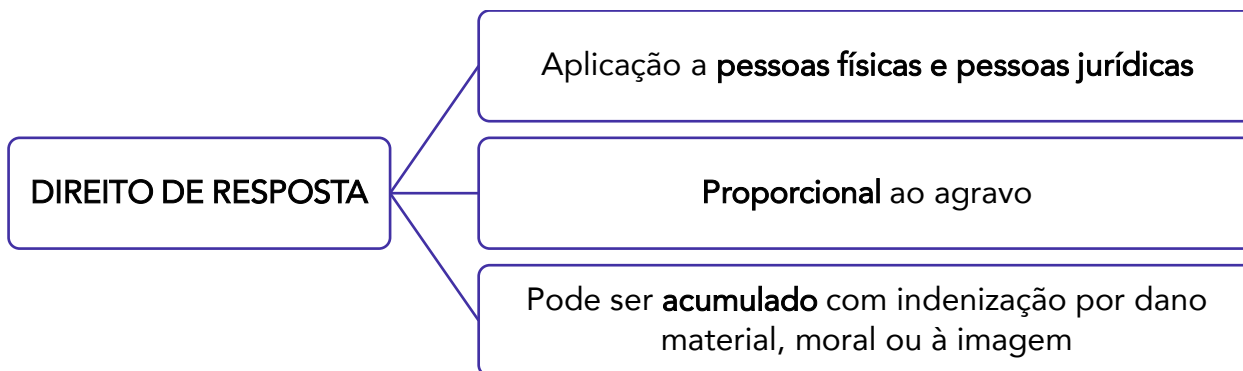 DIREITO DE RESPOSTA
Aplicação a pessoas físicas e pessoas jurídicas
Proporcional ao agravo
Pode ser acumulado com indenização por dano
material, moral ou à imagem